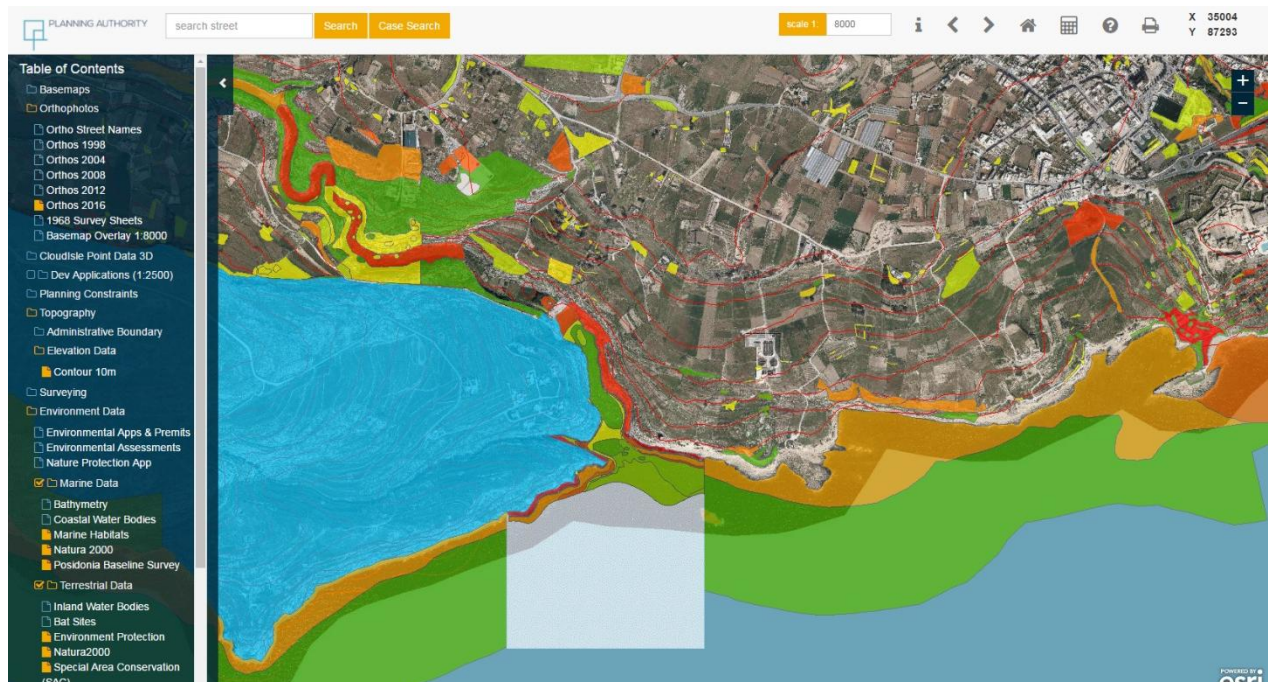 PLANNING AUTHORITY
search street
Search
Case Search
scale 1:
8000
X 35004
Y 87293
Table of Contents
Basemaps
Orthophotos
Ortho Street Names
Orthos 1998
Orthos 2004
Orthos 2008
Orthos 2012
Orthos 2016
1968 Survey Sheets
Basemap Overlay 1:8000
CloudIsle Point Data 3D
Dev Applications (1:2500)
Planning Constraints
Topography
Administrative Boundary
Elevation Data
Contour 10m
Surveying
Environment Data
Environmental Apps & Premits
Environmental Assessments
Nature Protection App
Marine Data
Bathymetry
Coastal Water Bodies
Marine Habitats
Natura 2000
Posidonia Baseline Survey
Terrestrial Data
Inland Water Bodies
Bat Sites
Environment Protection
Natura2000
Special Area Conservation
(SAC)
POWERED BY
esri